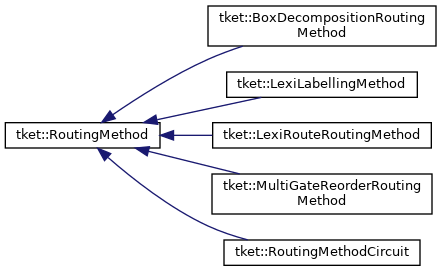 tket::BoxDecompositionRouting
Method
tket::LexiLabellingMethod
tket::RoutingMethod
tket::LexiRouteRoutingMethod
tket::MultiGateReorderRouting
Method
tket::RoutingMethodCircuit